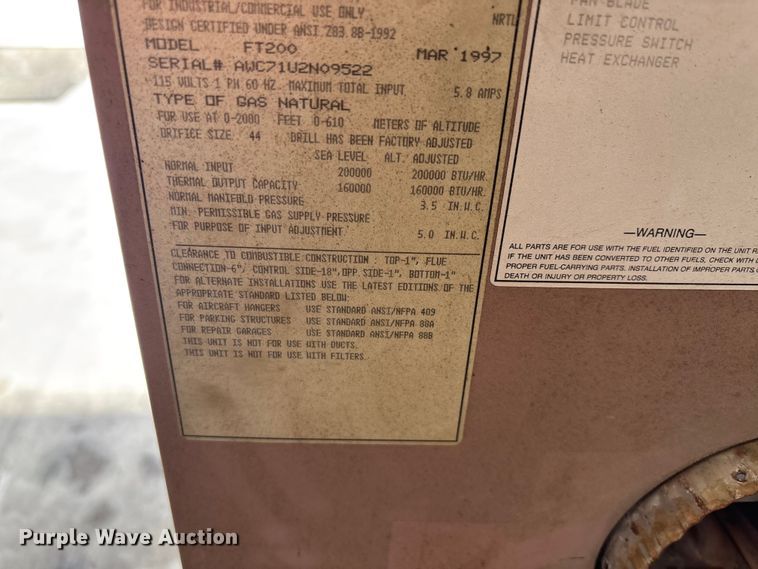 FOR INDUSTRIAL/COMMERCIAL USE ONLY
NRTL
DESIGN CERTIFIED UNDER ANSI Z83.8B-1992
MODEL FT200
MAR 1997
SERIAL# AWC71U2N09522
115 VOLTS 1 PH 60 HZ. MAXIMUM TOTAL INPUT 5.8 AMPS
TYPE OF GAS NATURAL
FOR USE AT 0-2000 FEET 0-610 METERS OF ALTITUDE
ORIFICE SIZE 44 DRILL HAS BEEN FACTORY ADJUSTED
SEA LEVEL ALT. ADJUSTED
NORMAL INPUT 200000 200000 BTU/HR.
THERMAL OUTPUT CAPACITY 160000 160000 BTU/HR.
NORMAL MANIFOLD PRESSURE 3.5 IN.W.C.
MIN. PERMISSIBLE GAS SUPPLY PRESSURE
FOR PURPOSE OF INPUT ADJUSTMENT 5.0 IN.W.C.
CLEARANCE TO COMBUSTIBLE CONSTRUCTION : TOP-1", FLUE
CONNECTION-6", CONTROL SIDE-18", OPP. SIDE-1", BOTTOM-1"
FOR ALTERNATE INSTALLATIONS USE THE LATEST EDITIONS OF THE
APPROPRIATE STANDARD LISTED BELOW:
FOR AIRCRAFT HANGERS USE STANDARD ANSI/NFPA 409
FOR PARKING STRUCTURES USE STANDARD ANSI/NFPA 88A
FOR REPAIR GARAGES USE STANDARD ANSI/NFPA 88B
THIS UNIT IS NOT FOR USE WITH DUCTS.
THIS UNIT IS NOT FOR USE WITH FILTERS.
FAN BLADE
LIMIT CONTROL
PRESSURE SWITCH
HEAT EXCHANGER
—WARNING—
ALL PARTS ARE FOR USE WITH THE FUEL IDENTIFIED ON THE UNIT
IF THE UNIT HAS BEEN CONVERTED TO OTHER FUELS, CHECK WITH
PROPER FUEL-CARRYING PARTS. INSTALLATION OF IMPROPER PARTS
DEATH OR INJURY OR PROPERTY LOSS.
Purple Wave Auction